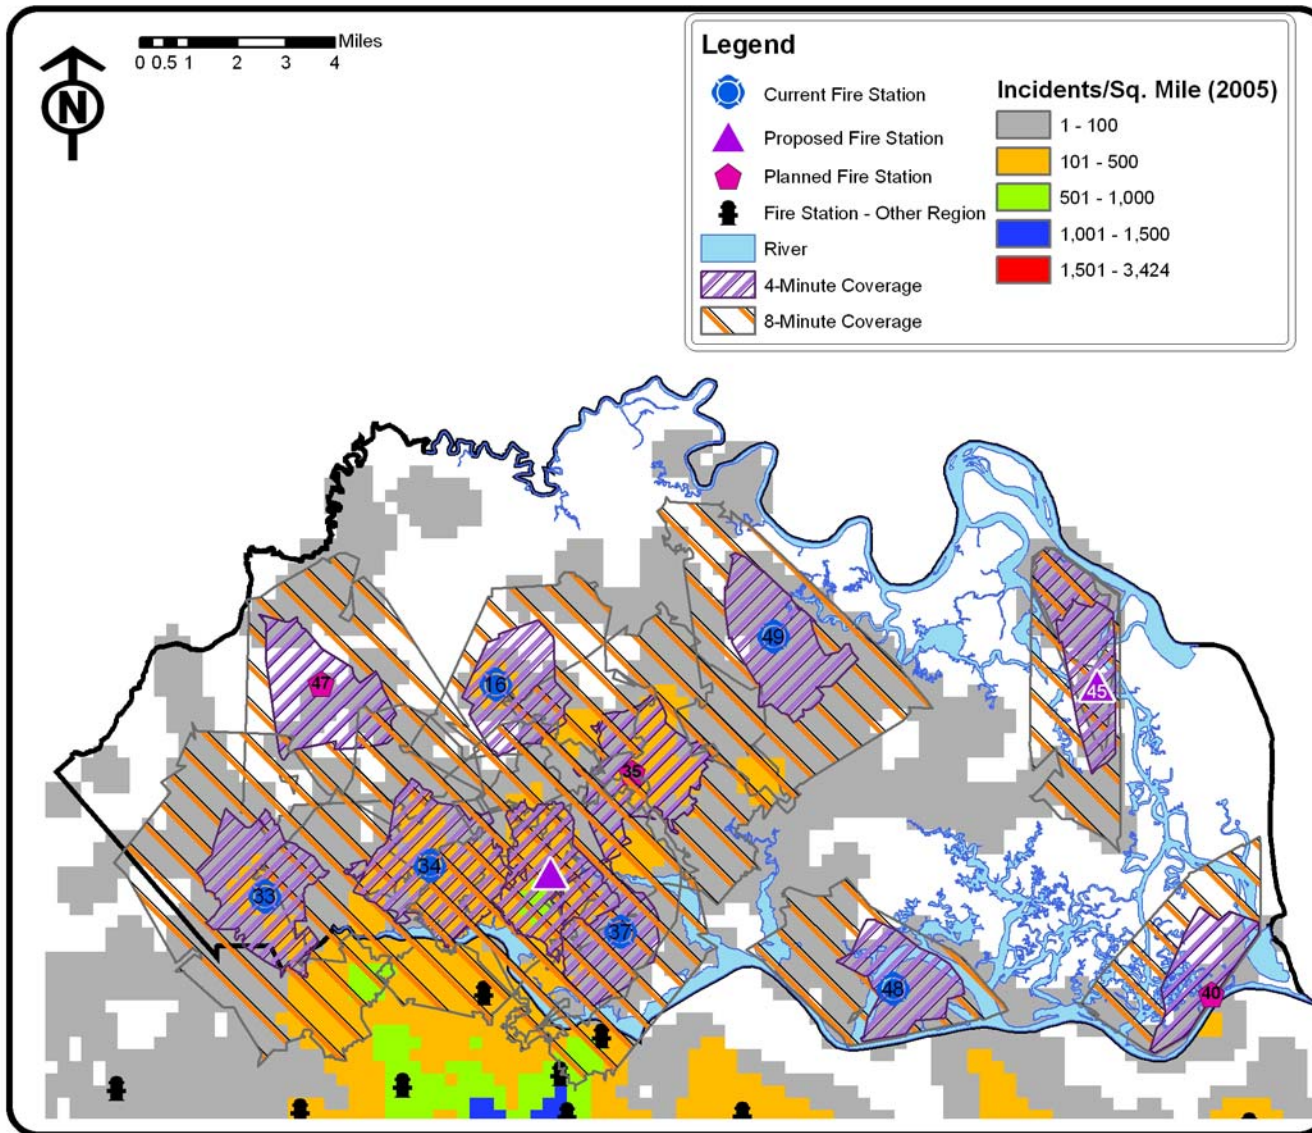 Miles
0 0.5 1 2 3 4
N
Legend
Current Fire Station
Proposed Fire Station
Planned Fire Station
Fire Station - Other Region
River
4-Minute Coverage
8-Minute Coverage
Incidents/Sq. Mile (2005)
1 - 100
101 - 500
501 - 1,000
1,001 - 1,500
1,501 - 3,424
49
47
16
45
35
34
33
37
48
40